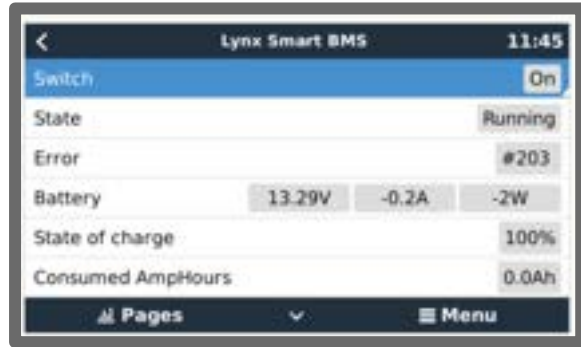 Lynx Smart BMS 11:45
Switch On
State Running
Error #203
Battery 13.29V -0.2A -2W
State of charge 100%
Consumed AmpHours 0.0Ah
Pages Menu